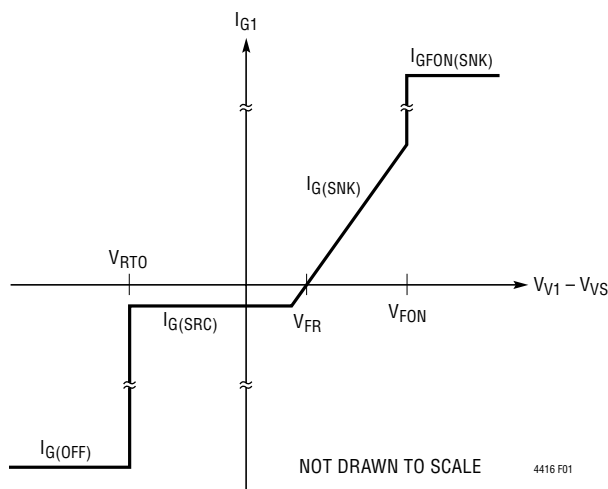 I_G1
I_GFON(SNK)
I_G(SNK)
V_RTO
V_V1 – V_VS
I_G(SRC)
V_FR
V_FON
I_G(OFF)
NOT DRAWN TO SCALE
4416 F01